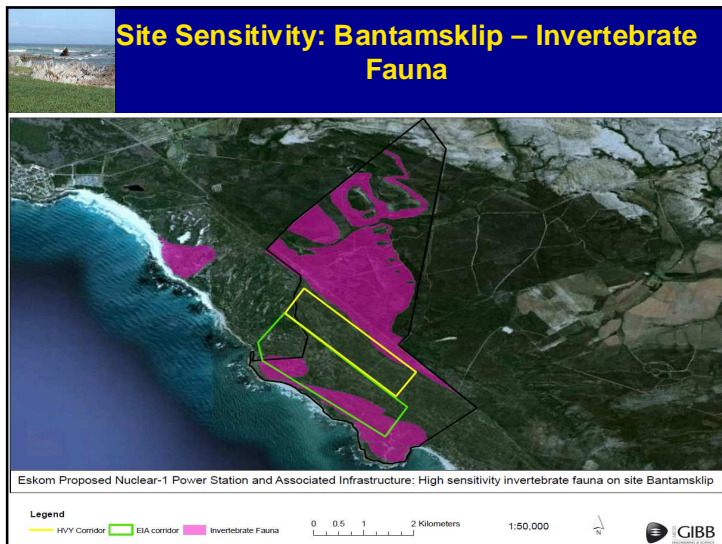 Site Sensitivity: Bantamsklip – Invertebrate
Fauna
Eskom Proposed Nuclear-1 Power Station and Associated Infrastructure: High sensitivity invertebrate fauna on site Bantamsklip
Legend
HVY Corridor
EIA corridor
Invertebrate Fauna
0 0.5 1 2 Kilometers
1:50,000
N
GIBB